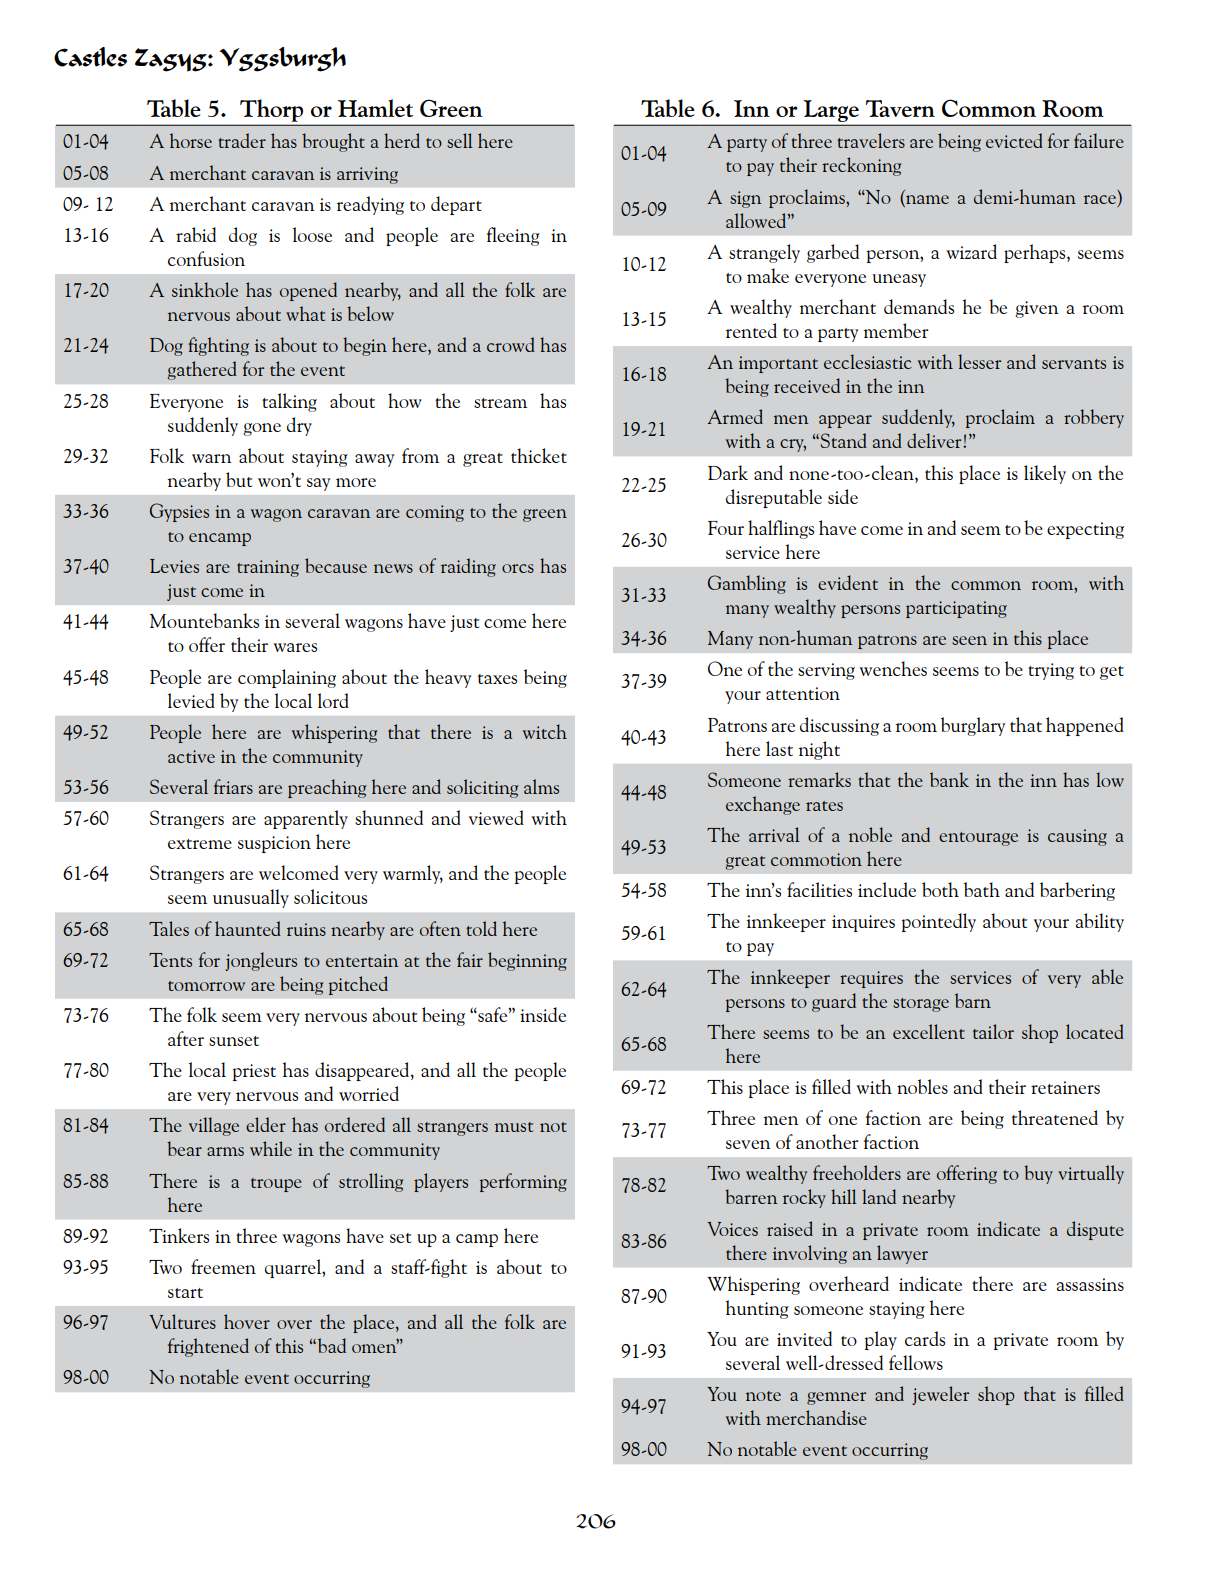 Castles Zagyg: Yggsburgh
Table 5. Thorp or Hamlet Green
01-04 A horse trader has brought a herd to sell here
05-08 A merchant caravan is arriving
09- 12 A merchant caravan is readying to depart
13-16 A rabid dog is loose and people are fleeing in
confusion
17-20 A sinkhole has opened nearby, and all the folk are
nervous about what is below
21-24 Dog fighting is about to begin here, and a crowd has
gathered for the event
25-28 Everyone is talking about how the stream has
suddenly gone dry
29-32 Folk warn about staying away from a great thicket
nearby but won't say more
33-36 Gypsies in a wagon caravan are coming to the green
to encamp
37-40 Levies are training because news of raiding orcs has
just come in
41-44 Mountebanks in several wagons have just come here
to offer their wares
45-48 People are complaining about the heavy taxes being
levied by the local lord
49-52 People here are whispering that there is a witch
active in the community
53-56 Several friars are preaching here and soliciting alms
57-60 Strangers are apparently shunned and viewed with
extreme suspicion here
61-64 Strangers are welcomed very warmly, and the people
seem unusually solicitous
65-68 Tales of haunted ruins nearby are often told here
69-72 Tents for jongleurs to entertain at the fair beginning
tomorrow are being pitched
73-76 The folk seem very nervous about being “safe” inside
after sunset
77-80 The local priest has disappeared, and all the people
are very nervous and worried
81-84 The village elder has ordered all strangers must not
bear arms while in the community
85-88 There is a troupe of strolling players performing
here
89-92 Tinkers in three wagons have set up a camp here
93-95 Two freemen quarrel, and a staff-fight is about to
start
96-97 Vultures hover over the place, and all the folk are
frightened of this “bad omen”
98-00 No notable event occurring
Table 6. Inn or Large Tavern Common Room
01-04 A party of three travelers are being evicted for failure
to pay their reckoning
05-09 A sign proclaims, “No (name a demi-human race)
allowed”
10-12 A strangely garbed person, a wizard perhaps, seems
to make everyone uneasy
13-15 A wealthy merchant demands he be given a room
rented to a party member
16-18 An important ecclesiastic with lesser and servants is
being received in the inn
19-21 Armed men appear suddenly, proclaim a robbery
with a cry, “Stand and deliver!”
22-25 Dark and none-too-clean, this place is likely on the
disreputable side
26-30 Four halflings have come in and seem to be expecting
service here
31-33 Gambling is evident in the common room, with
many wealthy persons participating
34-36 Many non-human patrons are seen in this place
37-39 One of the serving wenches seems to be trying to get
your attention
40-43 Patrons are discussing a room burglary that happened
here last night
44-48 Someone remarks that the bank in the inn has low
exchange rates
49-53 The arrival of a noble and entourage is causing a
great commotion here
54-58 The inn's facilities include both bath and barbering
59-61 The innkeeper inquires pointedly about your ability
to pay
62-64 The innkeeper requires the services of very able
persons to guard the storage barn
65-68 There seems to be an excellent tailor shop located
here
69-72 This place is filled with nobles and their retainers
73-77 Three men of one faction are being threatened by
seven of another faction
78-82 Two wealthy freeholders are offering to buy virtually
barren rocky hill land nearby
83-86 Voices raised in a private room indicate a dispute
there involving an lawyer
87-90 Whispering overheard indicate there are assassins
hunting someone staying here
91-93 You are invited to play cards in a private room by
several well-dressed fellows
94-97 You note a gemner and jeweler shop that is filled
with merchandise
98-00 No notable event occurring
206